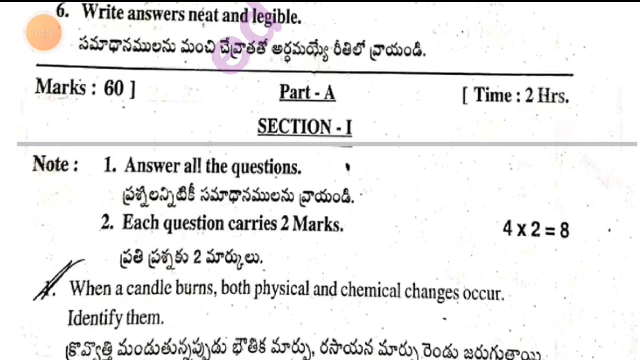 6. Write answers neat and legible.
సమాధానములను మంచి చేవ్రాతతో అర్థమయ్యే రీతిలో వ్రాయండి.
Marks : 60 ] Part - A [ Time : 2 Hrs.
SECTION - I
Note : 1. Answer all the questions.
ప్రశ్నలన్నిటికీ సమాధానములను వ్రాయండి.
2. Each question carries 2 Marks. 4 x 2 = 8
ప్రతి ప్రశ్నకు 2 మార్కులు.
1. When a candle burns, both physical and chemical changes occur.
Identify them.
క్రొవ్వొత్తి మండుతున్నప్పుడు భౌతిక మార్పు, రసాయన మార్పు రెండు జరుగుతాయి.